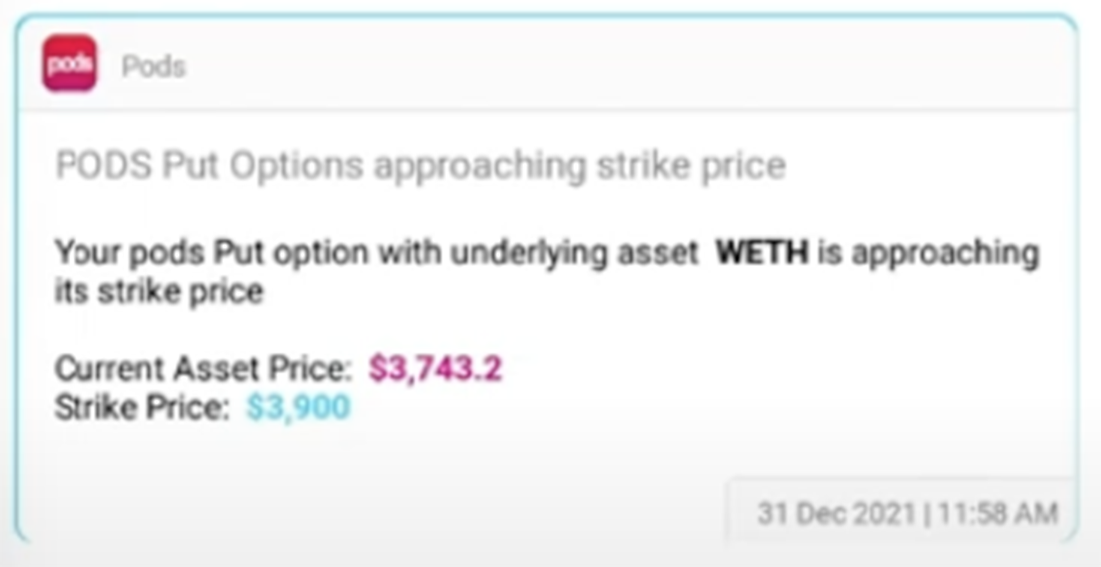 pods
Pods
PODS Put Options approaching strike price
Your pods Put option with underlying asset WETH is approaching
its strike price
Current Asset Price: $3,743.2
Strike Price: $3,900
31 Dec 2021 | 11:58 AM